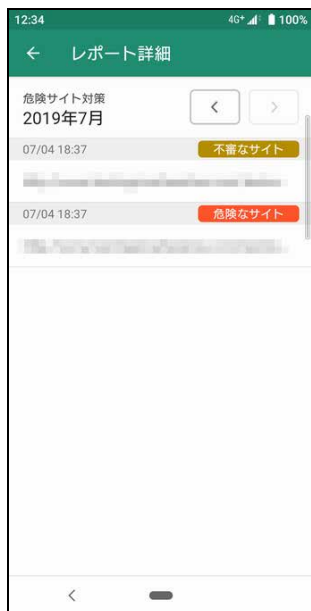 12:34 4G+ 100%
レポート詳細
危険サイト対策
2019年7月
07/04 18:37 不審なサイト
07/04 18:37 危険なサイト